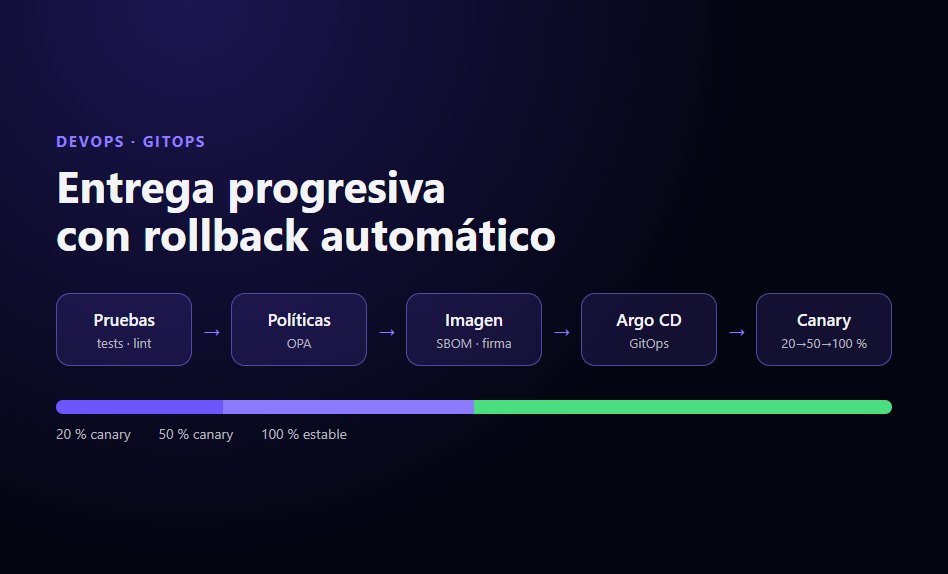 DEVOPS · GITOPS
Entrega progresiva
con rollback automático
Pruebas
tests · lint
→
Políticas
OPA
→
Imagen
SBOM · firma
→
Argo CD
GitOps
→
Canary
20→50→100 %
20 % canary
50 % canary
100 % estable